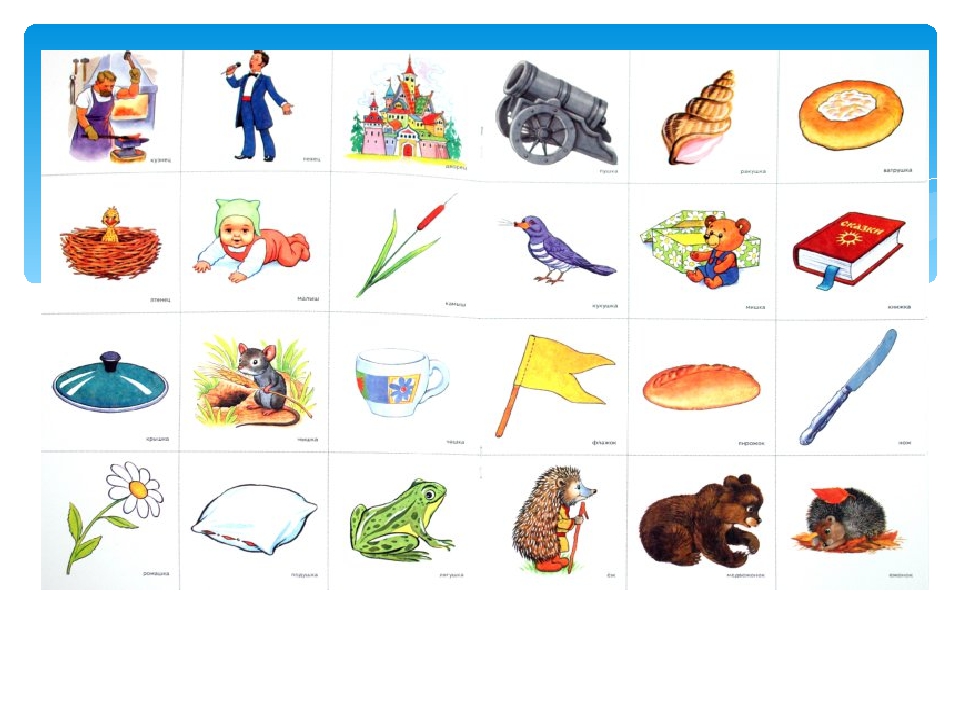 кузнец
певец
дворец
пушка
ракушка
ватрушка
птенец
малыш
камыш
кукушка
мишка
СКАЗКИ
книжка
крышка
мышка
чашка
флажок
пирожок
нож
ромашка
подушка
лягушка
ёж
медвежонок
ежонок